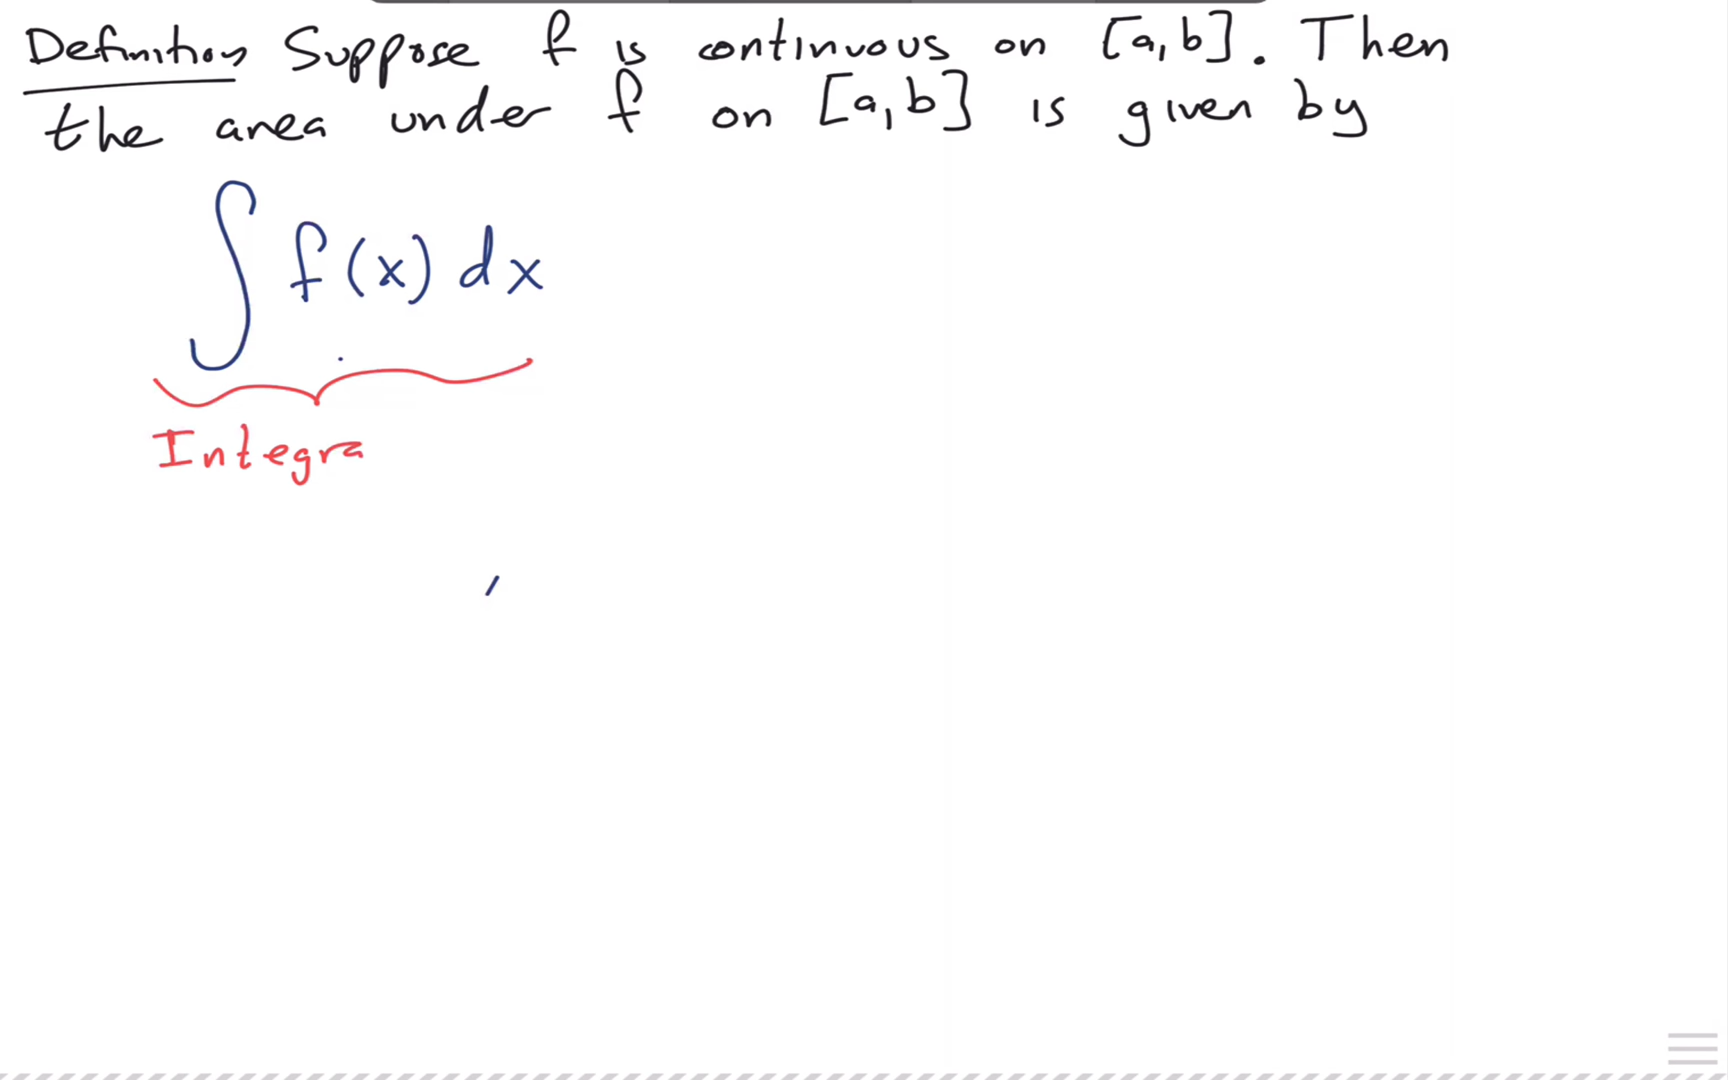 Definition Suppose f is continuous on [a,b]. Then
the area under f on [a,b] is given by
∫ f(x) dx
Integra